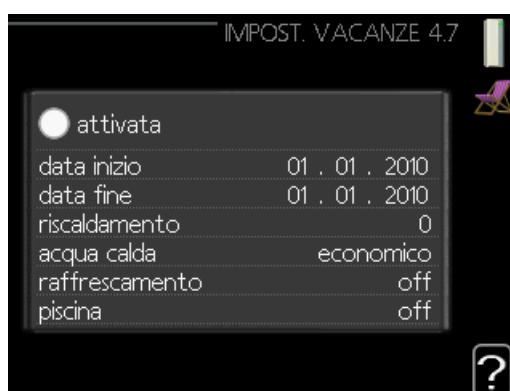 IMPOST. VACANZE 4.7
attivata
data inizio 01 . 01 . 2010
data fine 01 . 01 . 2010
riscaldamento 0
acqua calda economico
raffrescamento off
piscina off
?